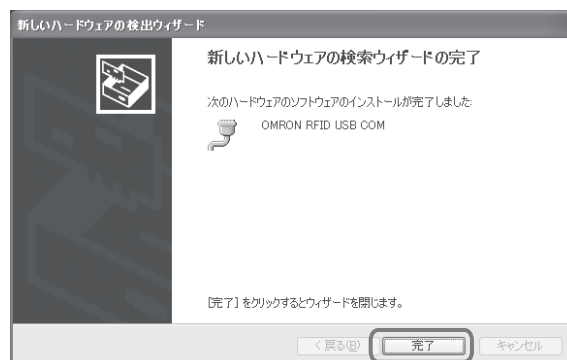 新しいハードウェアの検出ウィザード
新しいハードウェアの検索ウィザードの完了
次のハードウェアのソフトウェアのインストールが完了しました:
OMRON RFID USB COM
[完了] をクリックするとウィザードを閉じます。
< 戻る(B) 完了 キャンセル